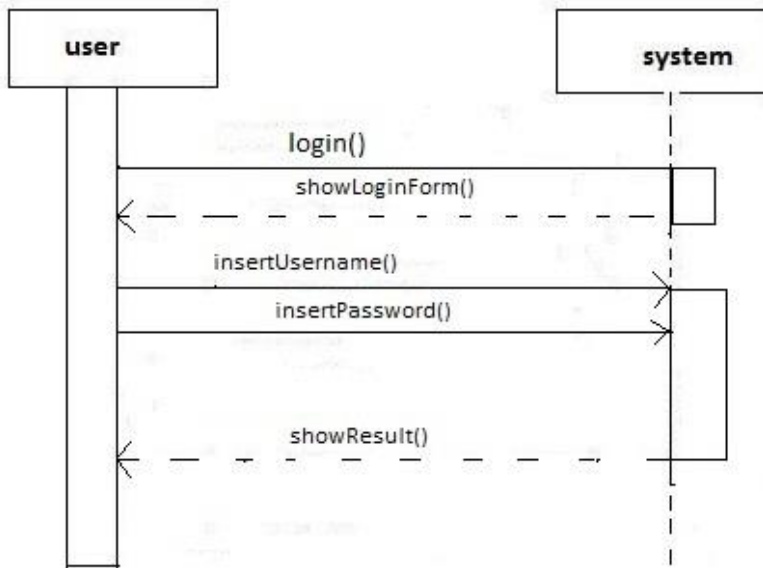 user
system
login()
showLoginForm()
insertUsername()
insertPassword()
showResult()